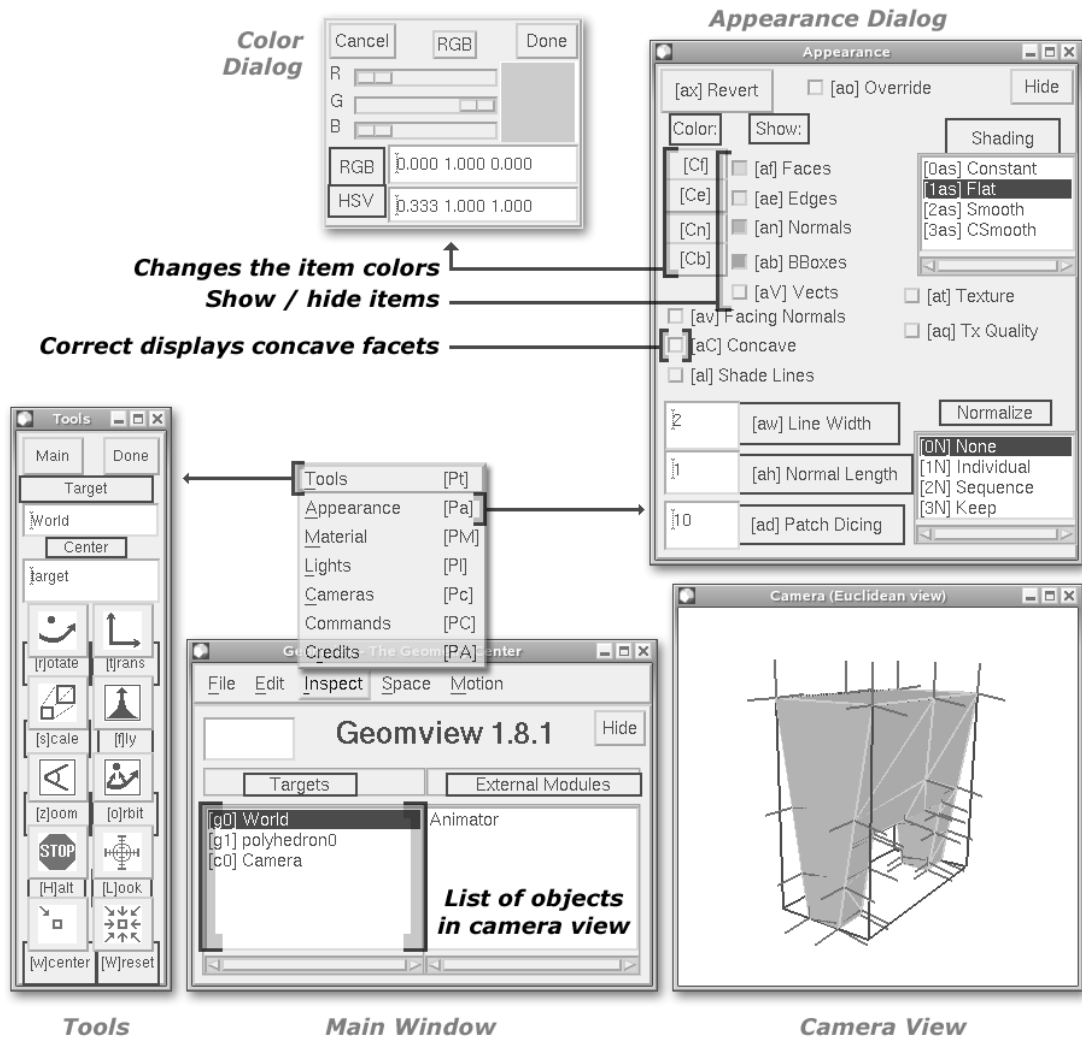 Appearance Dialog
Color
Dialog
Cancel
RGB
Done
R
G
B
RGB
0.000 1.000 0.000
HSV
0.333 1.000 1.000
Appearance
[ax] Revert
[ao] Override
Hide
Color:
Show:
Shading
[Cf]
[af] Faces
[Ce]
[ae] Edges
[Cn]
[an] Normals
[Cb]
[ab] BBoxes
[aV] Vects
[0as] Constant
[1as] Flat
[2as] Smooth
[3as] CSmooth
[av] Facing Normals
[at] Texture
[aC] Concave
[aq] Tx Quality
[al] Shade Lines
2
[aw] Line Width
1
[ah] Normal Length
10
[ad] Patch Dicing
Normalize
[0N] None
[1N] Individual
[2N] Sequence
[3N] Keep
Changes the item colors
Show / hide items
Correct displays concave facets
Tools
Main
Done
Target
World
Center
target
[r]otate
[t]rans
[s]cale
[f]ly
[z]oom
[o]rbit
STOP
[H]alt
[L]ook
[w]center
[W]reset
Tools [Pt]
Appearance [Pa]
Material [PM]
Lights [Pl]
Cameras [Pc]
Commands [PC]
Credits [PA]
File Edit Inspect Space Motion
Geomview 1.8.1
Hide
Targets
External Modules
[g0] World
[g1] polyhedron0
[c0] Camera
Animator
List of objects
in camera view
Camera (Euclidean view)
Tools
Main Window
Camera View